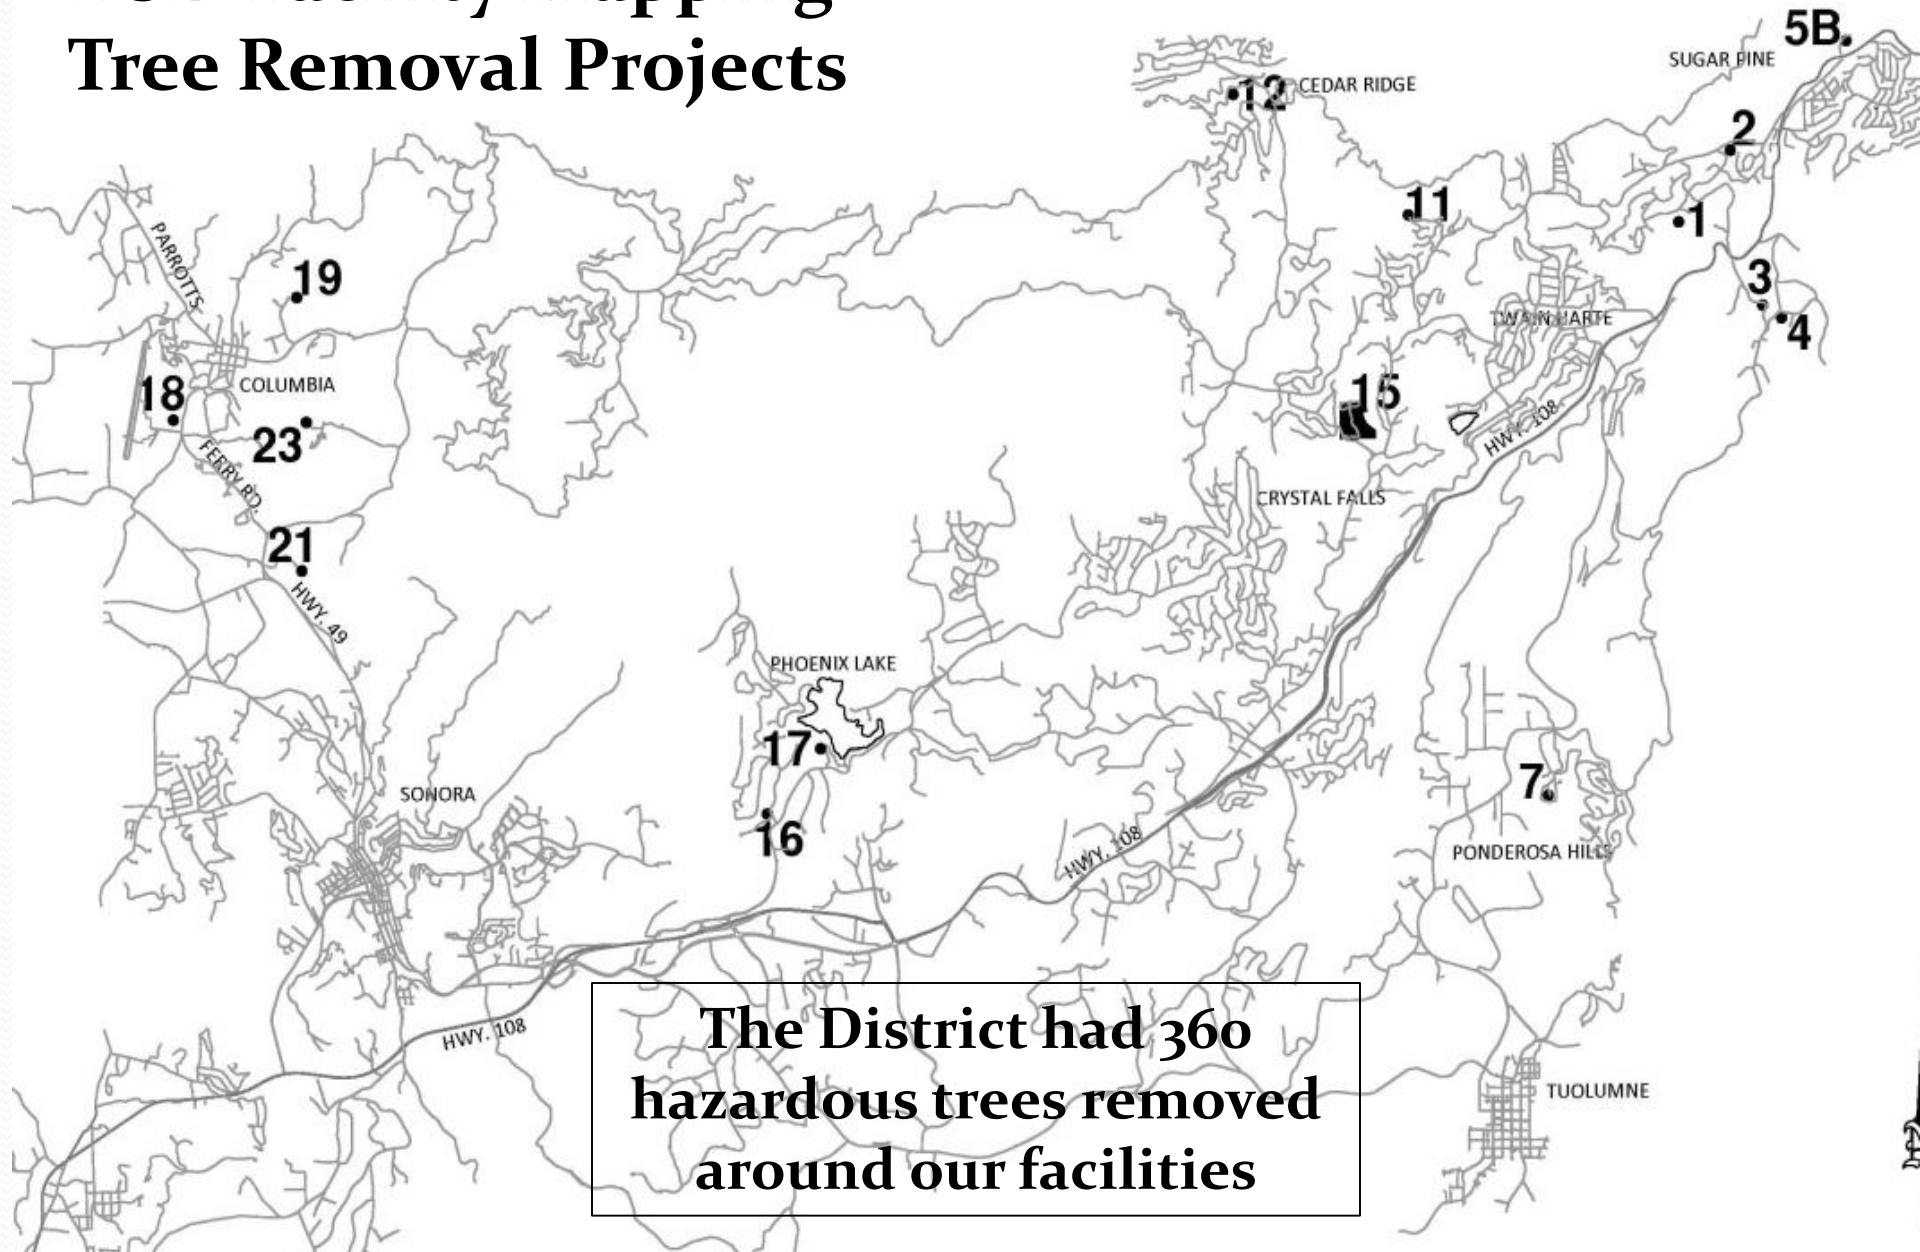 Tree Removal Projects
5B
SUGAR PINE
12
CEDAR RIDGE
2
11
1
PARROTTS
19
3
TWAIN HARTE
4
18
COLUMBIA
15
23
HWY. 108
FERRY RD.
CRYSTAL FALLS
21
HWY. 49
PHOENIX LAKE
17
7
SONORA
16
HWY. 108
PONDEROSA HILLS
HWY. 108
The District had 360
hazardous trees removed
around our facilities
TUOLUMNE